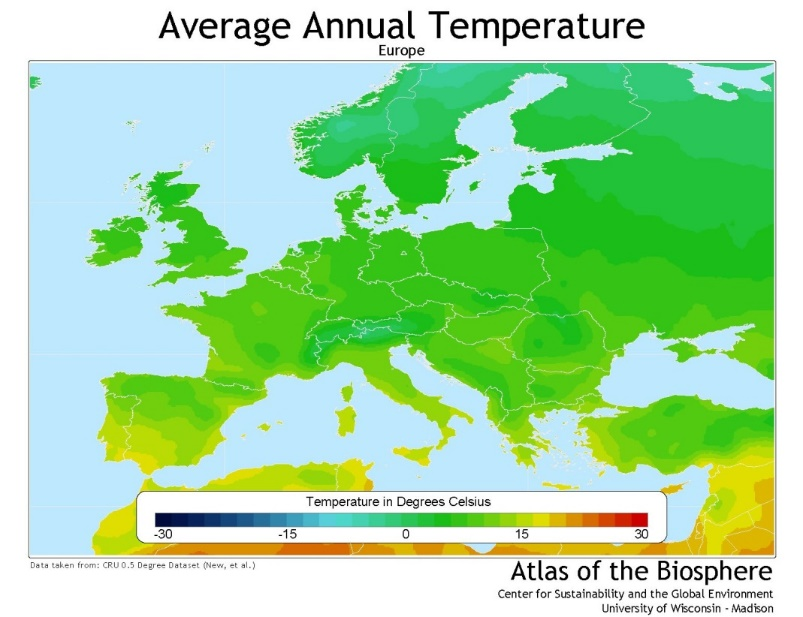 Average Annual Temperature
Europe
Temperature in Degrees Celsius
-30 -15 0 15 30
Data taken from: CRU 0.5 Degree Dataset (New, et al.)
Atlas of the Biosphere
Center for Sustainability and the Global Environment
University of Wisconsin - Madison